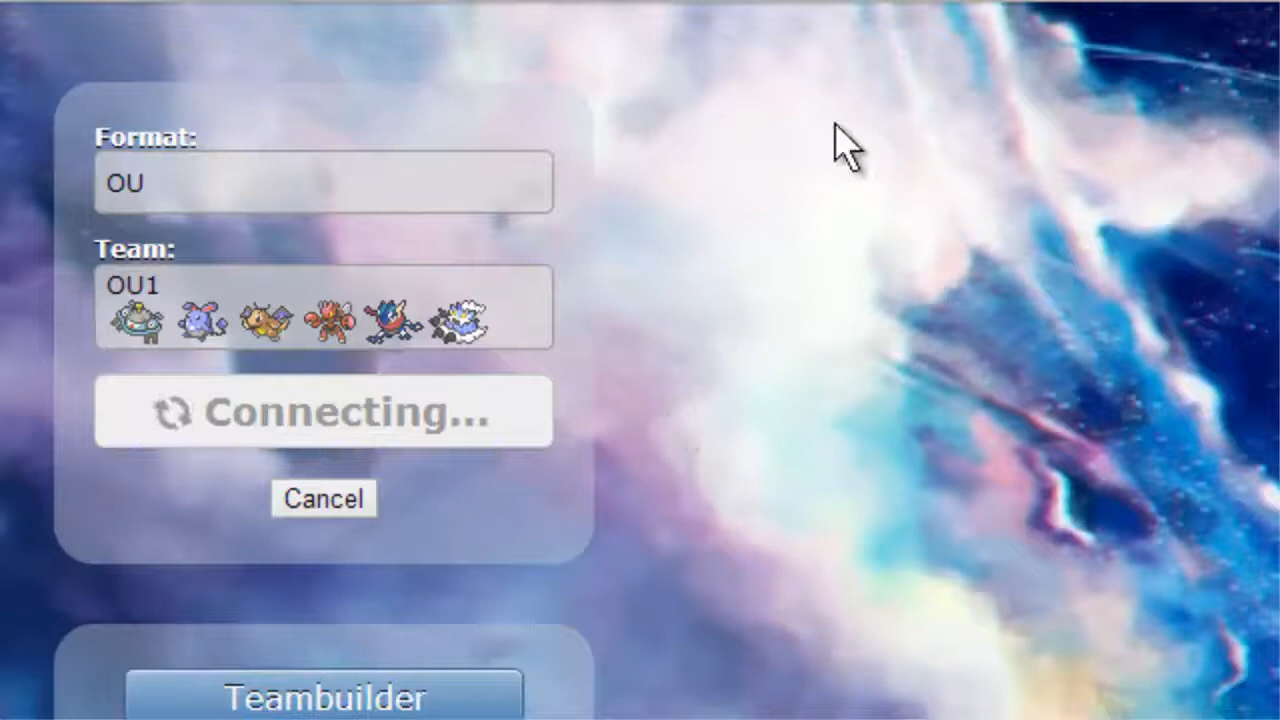 Format:
OU
Team:
OU1
Connecting...
Cancel
Teambuilder